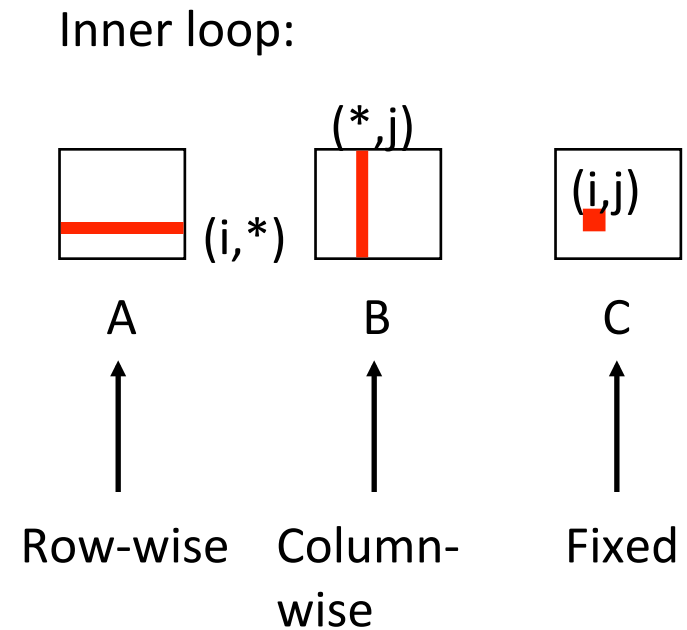 Inner loop:
(*,j)
(i,*)
(i,j)
A
B
C
Row-wise
Column-
wise
Fixed